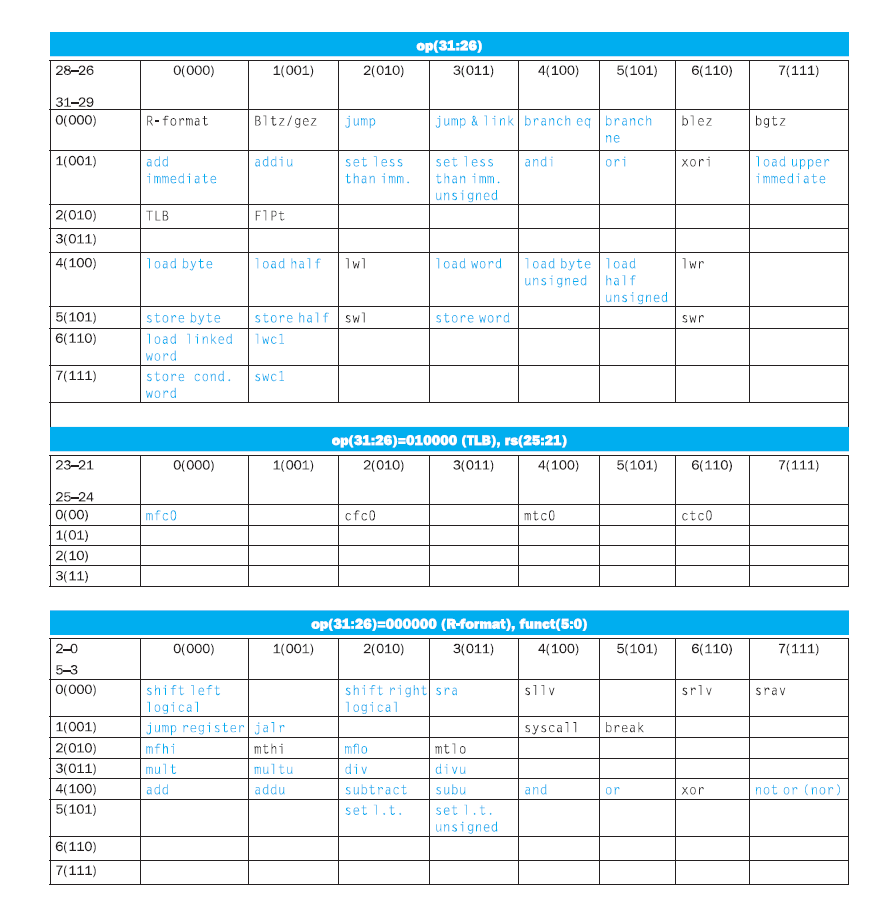 op(31:26)
28–26 0(000) 1(001) 2(010) 3(011) 4(100) 5(101) 6(110) 7(111)
31–29
0(000) R-format Bltz/gez jump jump & link branch eq branch blez bgtz
ne
1(001) add addiu set less set less andi ori xori load upper
immediate than imm. than imm. immediate
unsigned
2(010) TLB FlPt
3(011)
4(100) load byte load half lwl load word load byte load lwr
unsigned half
unsigned
5(101) store byte store half swl store word swr
6(110) load linked lwc1
word
7(111) store cond. swc1
word
op(31:26)=010000 (TLB), rs(25:21)
23–21 0(000) 1(001) 2(010) 3(011) 4(100) 5(101) 6(110) 7(111)
25–24
0(00) mfc0 cfc0 mtc0 ctc0
1(01)
2(10)
3(11)
op(31:26)=000000 (R-format), funct(5:0)
2–0 0(000) 1(001) 2(010) 3(011) 4(100) 5(101) 6(110) 7(111)
5–3
0(000) shift left shift right sra sllv srlv srav
logical logical
1(001) jump register jalr syscall break
2(010) mfhi mthi mflo mtlo
3(011) mult multu div divu
4(100) add addu subtract subu and or xor not or (nor)
5(101) set l.t. set l.t.
unsigned
6(110)
7(111)